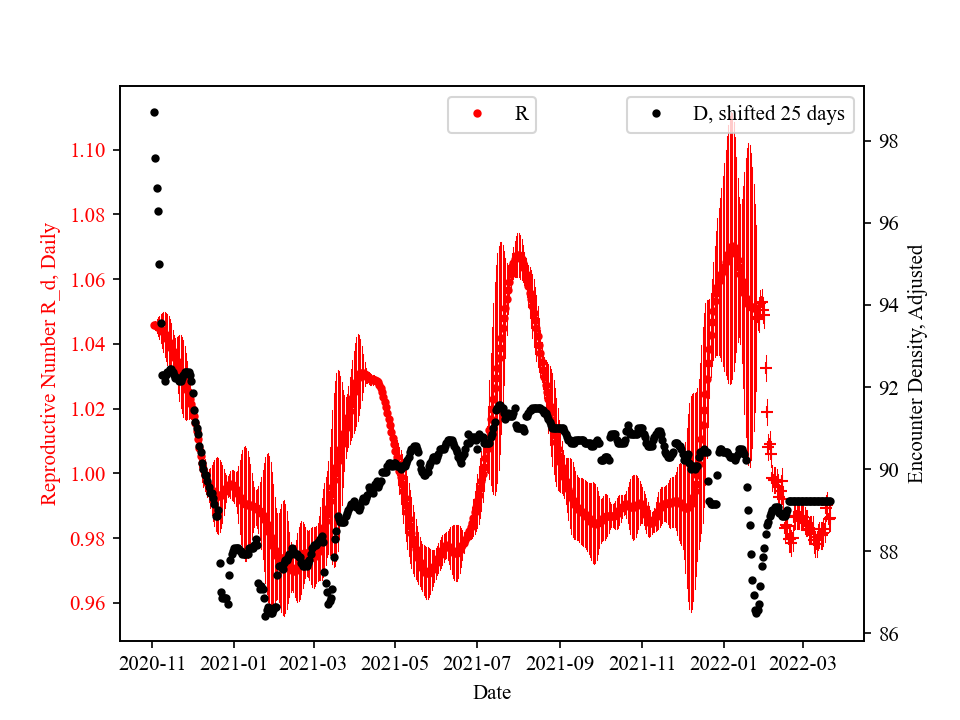 R
D, shifted 25 days
1.10
1.08
1.06
1.04
1.02
1.00
0.98
0.96
Reproductive Number R_d, Daily
98
96
94
92
90
88
86
Encounter Density, Adjusted
2020-11 2021-01 2021-03 2021-05 2021-07 2021-09 2021-11 2022-01 2022-03
Date